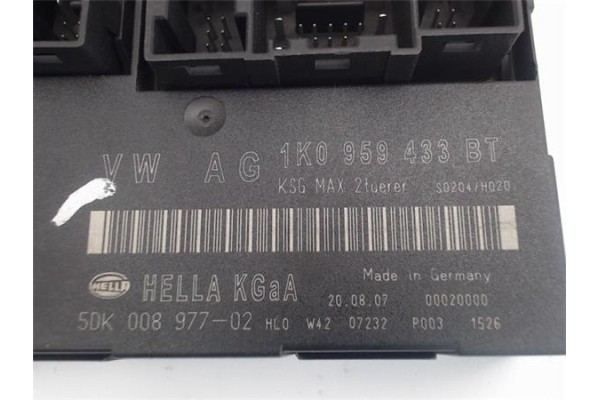 VW AG 1K0 959 433 BT
KSG MAX 2tuerer S0204/H020
HELLA
HELLA KGaA Made in Germany
20.08.07 00020000
5DK 008 977-02 HL0 W42 07232 P003 1526